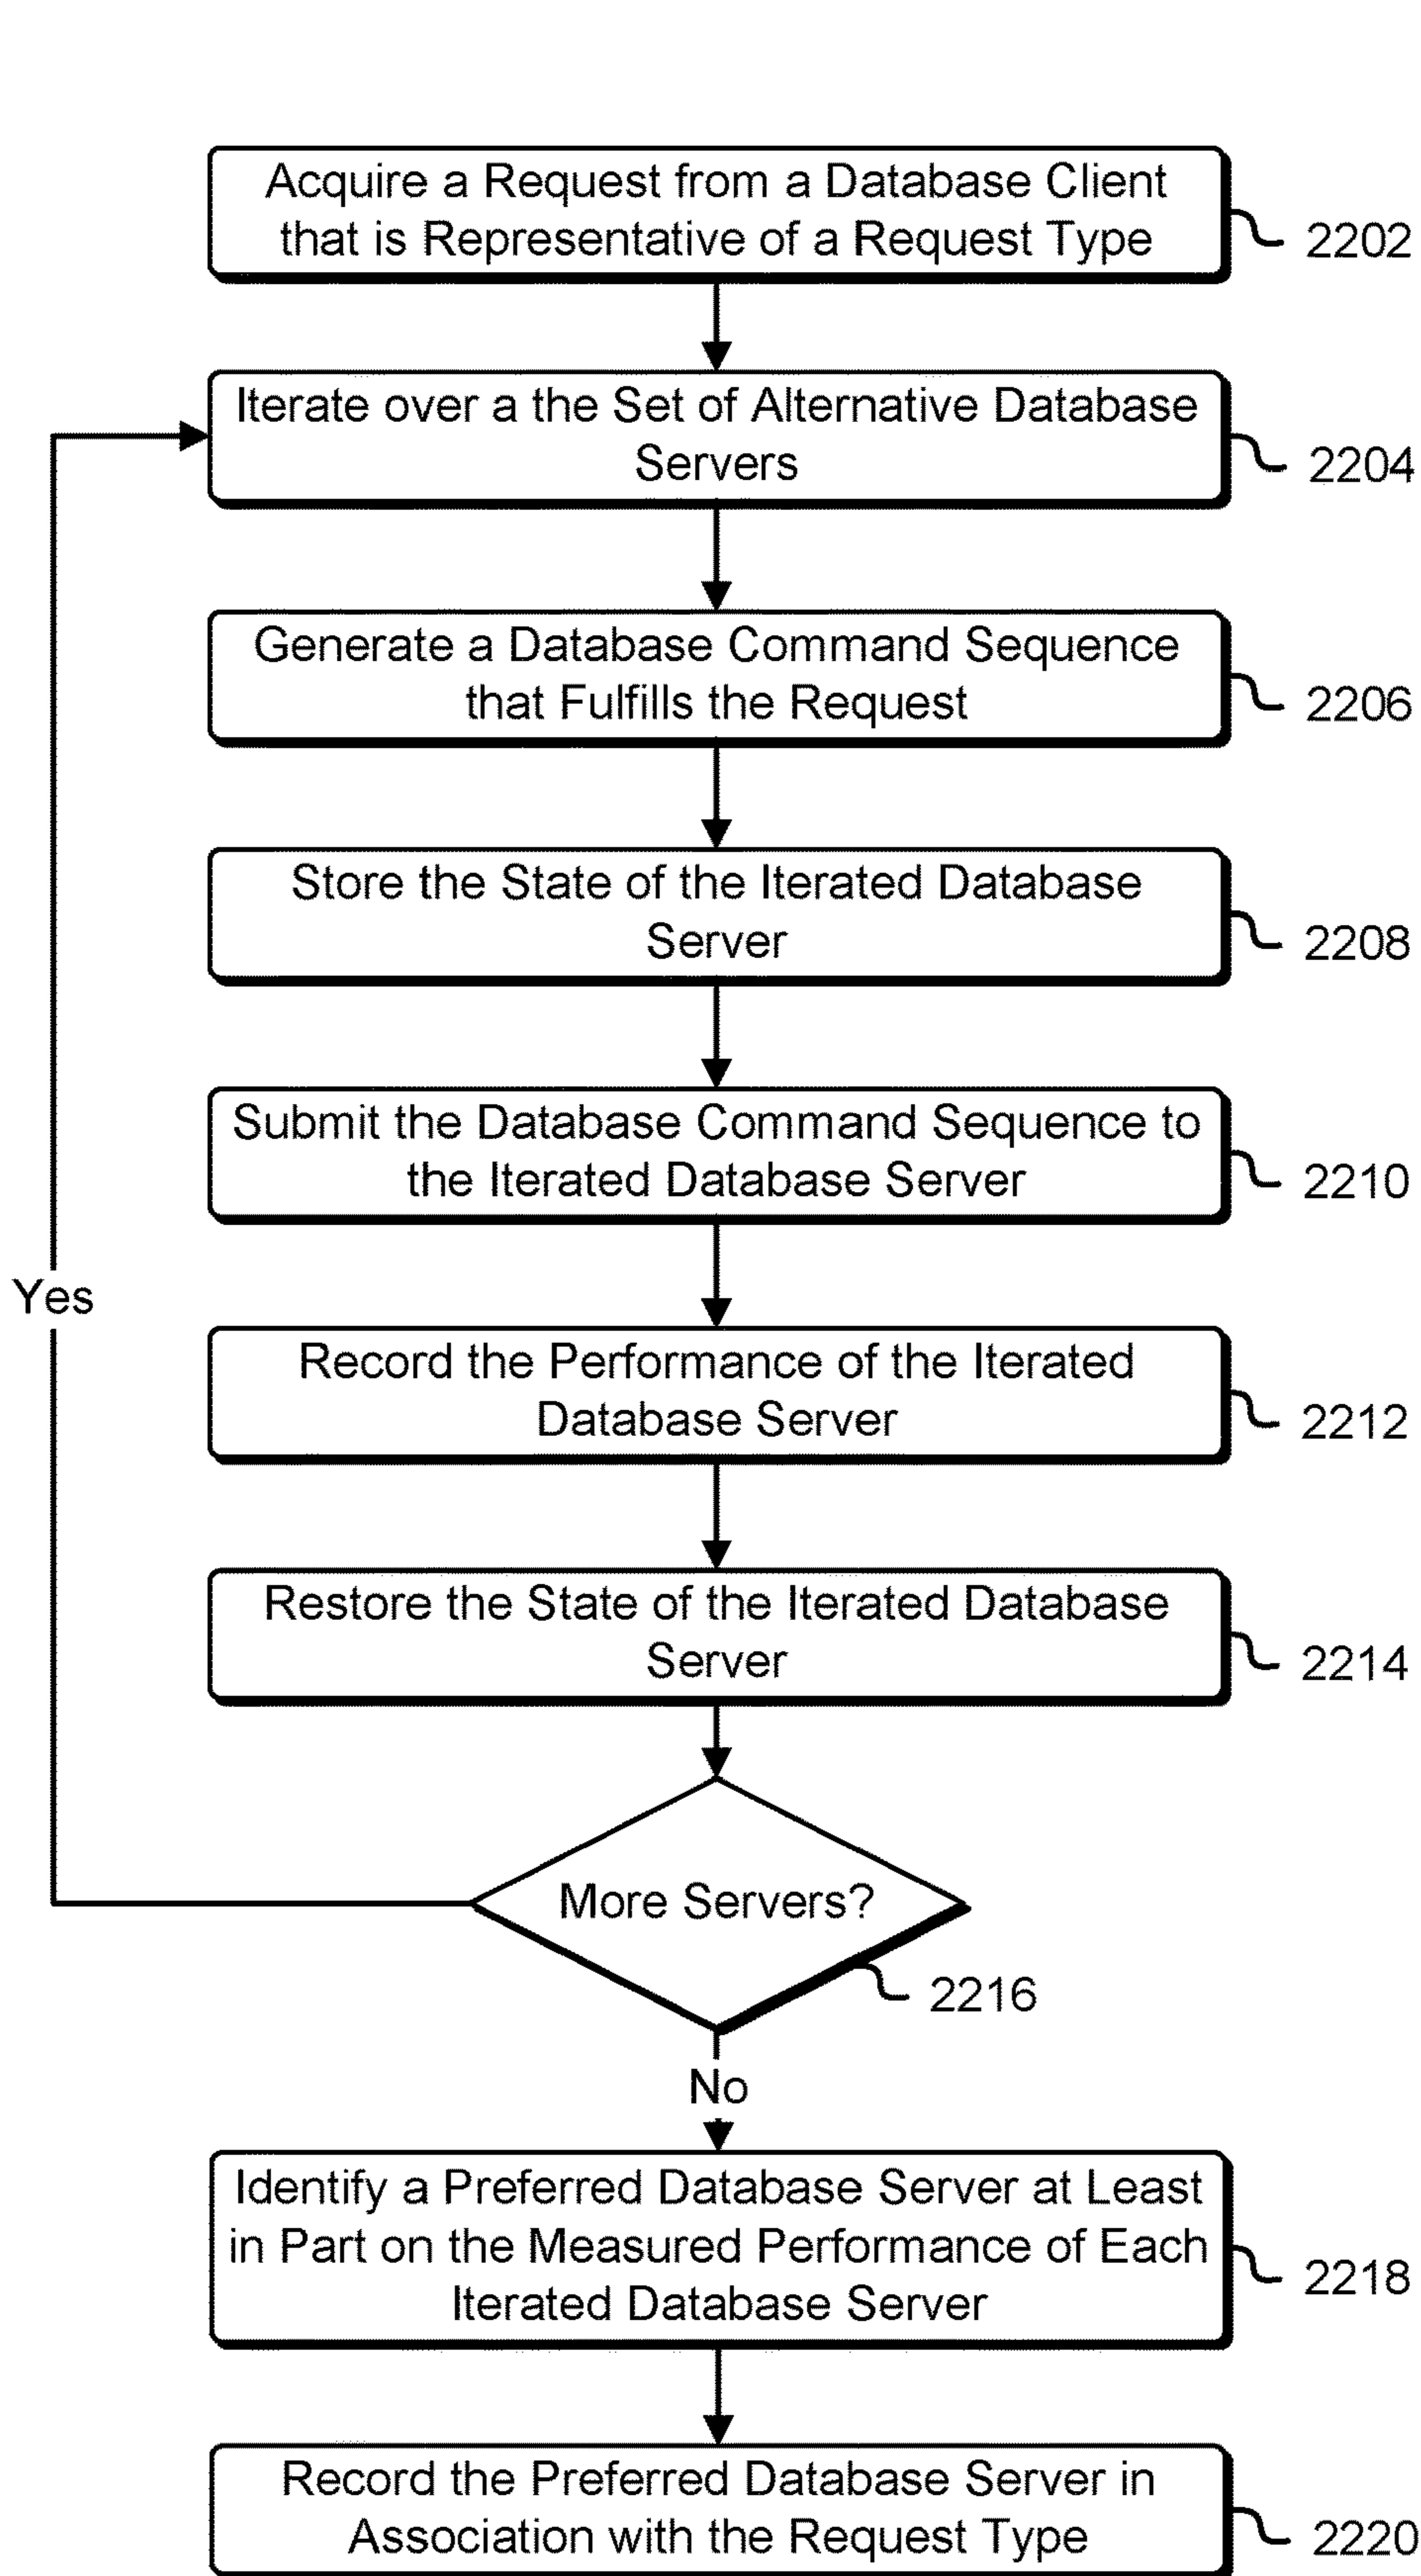 Acquire a Request from a Database Client
that is Representative of a Request Type
2202
Iterate over a the Set of Alternative Database
Servers
2204
Generate a Database Command Sequence
that Fulfills the Request
2206
Store the State of the Iterated Database
Server
2208
Submit the Database Command Sequence to
the Iterated Database Server
2210
Yes
Record the Performance of the Iterated
Database Server
2212
Restore the State of the Iterated Database
Server
2214
More Servers?
2216
No
Identify a Preferred Database Server at Least
in Part on the Measured Performance of Each
Iterated Database Server
2218
Record the Preferred Database Server in
Association with the Request Type
2220